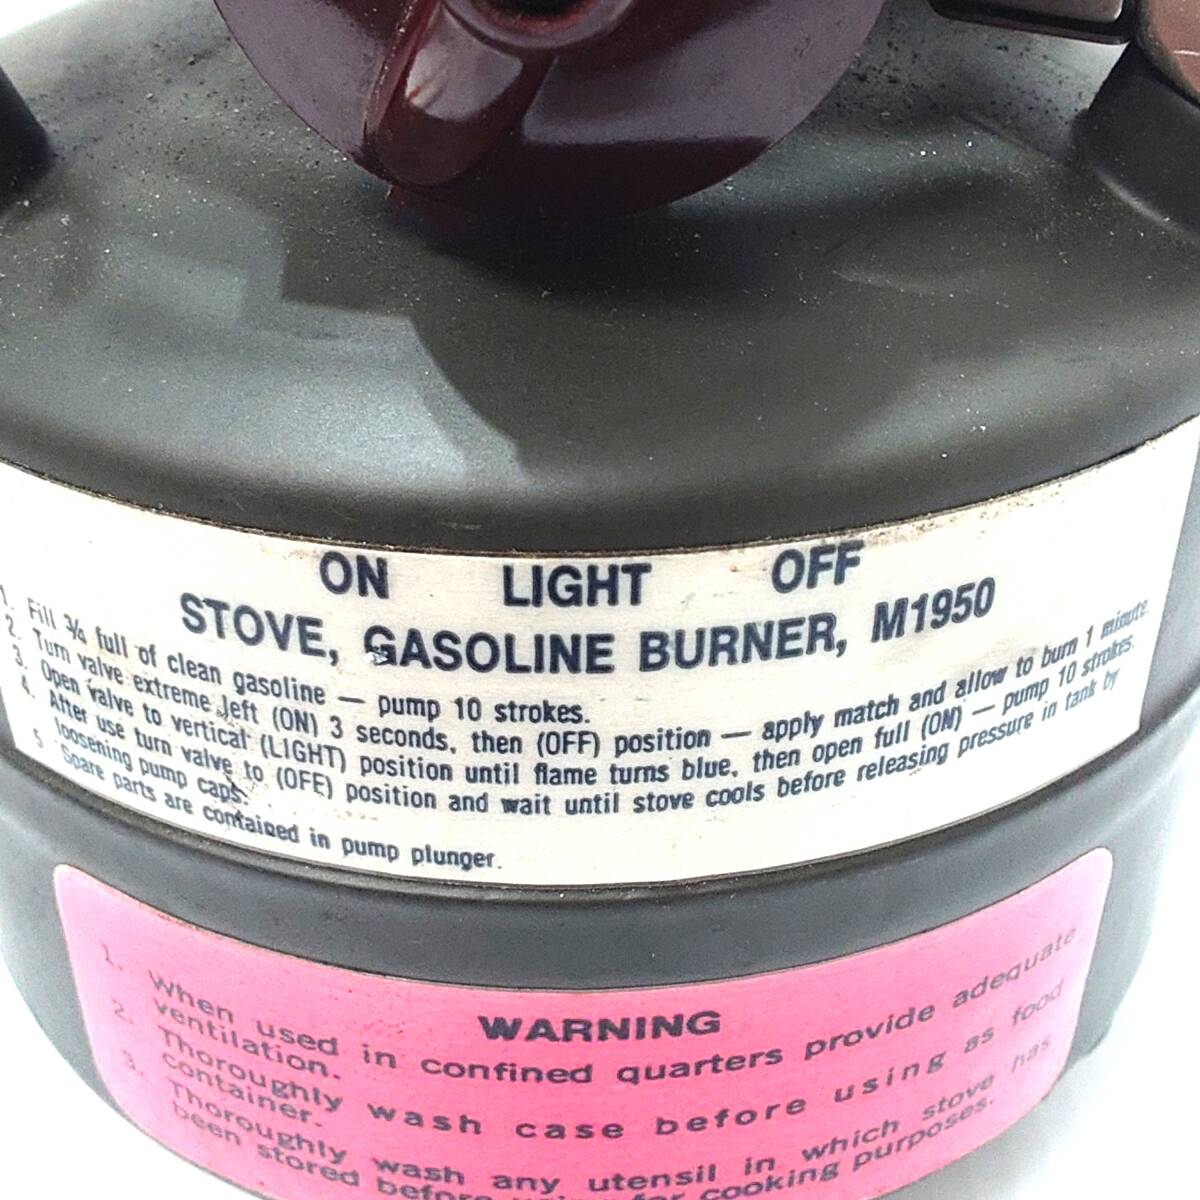 ON LIGHT OFF
STOVE, GASOLINE BURNER, M1950
1. Fill ¾ full of clean gasoline — pump 10 strokes.
2. Turn valve extreme left (ON) 3 seconds, then (OFF) position — apply match and allow to burn 1 minute.
3. Open valve to vertical (LIGHT) position until flame turns blue, then open full (ON) — pump 10 strokes.
4. After use turn valve to (OFF) position and wait until stove cools before releasing pressure in tank by
loosening pump caps.
5 Spare parts are contained in pump plunger.
WARNING
1. When used in confined quarters provide adequate
ventilation.
2. Thoroughly wash case before using as food
container.
3. Thoroughly wash any utensil in which stove has
been stored before using for cooking purposes.